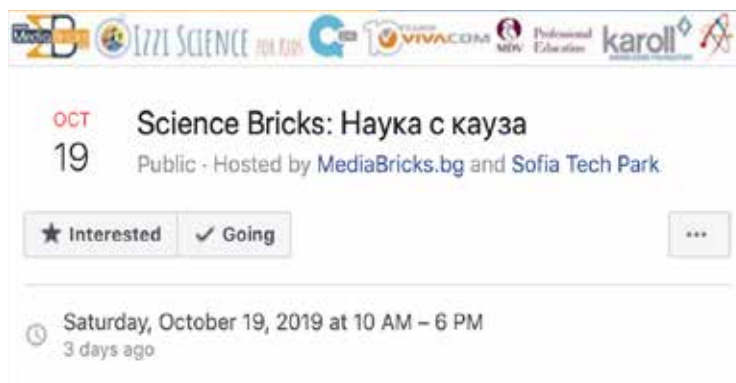 MediaBricks IZZI SCIENCE FOR KIDS VIVACOM MDV Professional Education karoll
OCT
19
Science Bricks: Наука с кауза
Public · Hosted by MediaBricks.bg and Sofia Tech Park
★ Interested ✓ Going ...
Saturday, October 19, 2019 at 10 AM – 6 PM
3 days ago